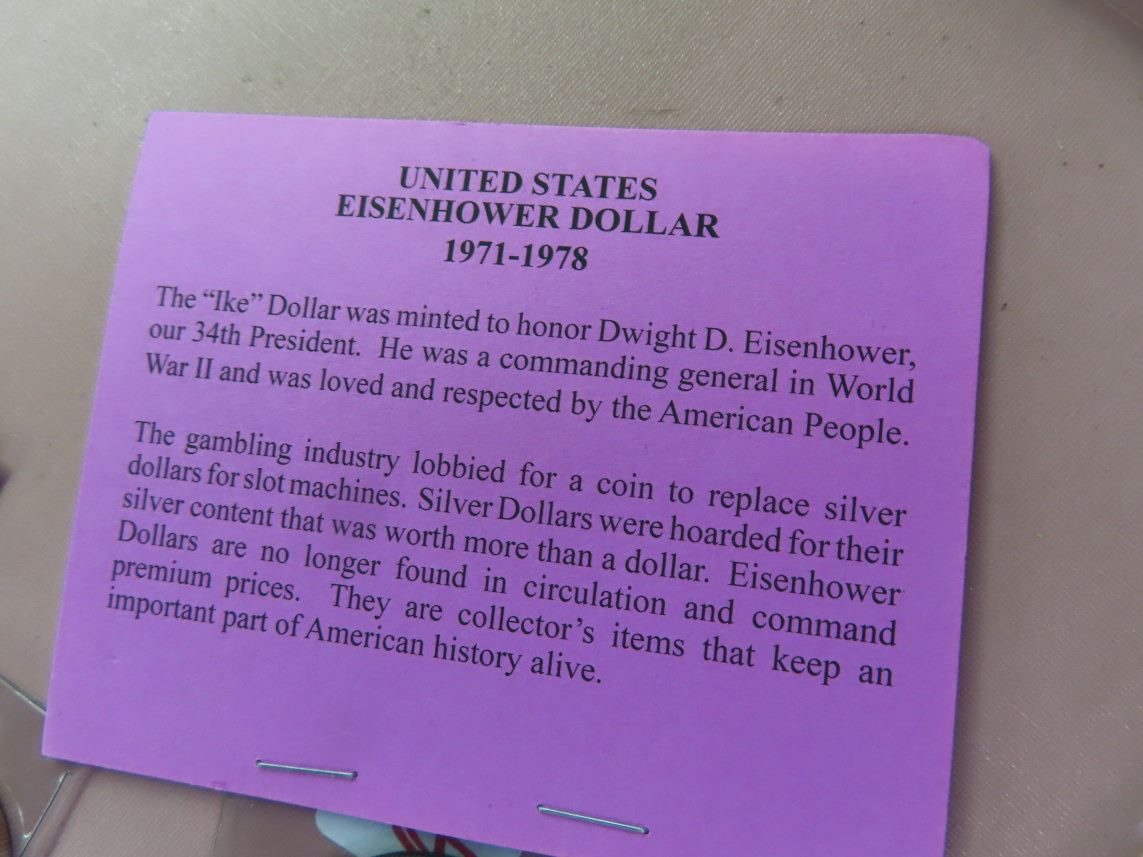 UNITED STATES
EISENHOWER DOLLAR
1971-1978
The “Ike” Dollar was minted to honor Dwight D. Eisenhower,
our 34th President. He was a commanding general in World
War II and was loved and respected by the American People.
The gambling industry lobbied for a coin to replace silver
dollars for slot machines. Silver Dollars were hoarded for their
silver content that was worth more than a dollar. Eisenhower
Dollars are no longer found in circulation and command
premium prices. They are collector’s items that keep an
important part of American history alive.